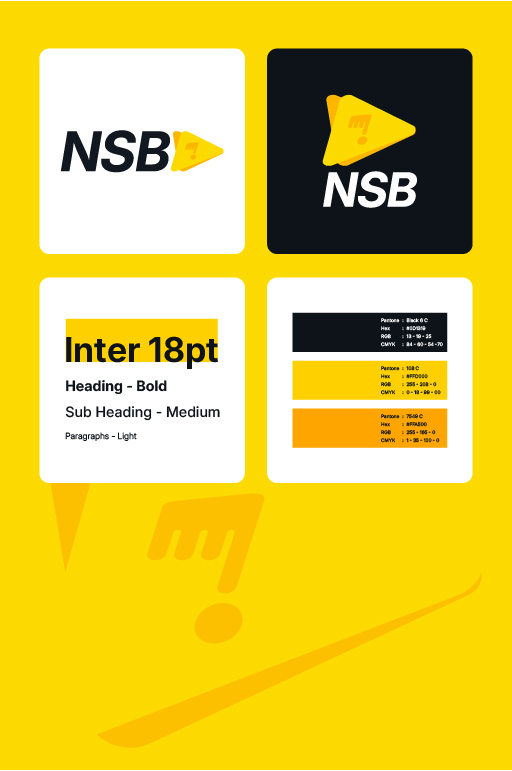 NSB
NSB
Inter 18pt
Heading - Bold
Sub Heading - Medium
Paragraphs - Light
Pantone : Black 6 C
Hex : #0D1319
RGB : 13 - 19 - 25
CMYK : 84 - 60 - 54 -70
Pantone : 108 C
Hex : #FFD000
RGB : 255 - 208 - 0
CMYK : 0 - 18 - 99 - 00
Pantone : 7549 C
Hex : #FFA500
RGB : 255 - 165 - 0
CMYK : 1 - 35 - 100 - 0